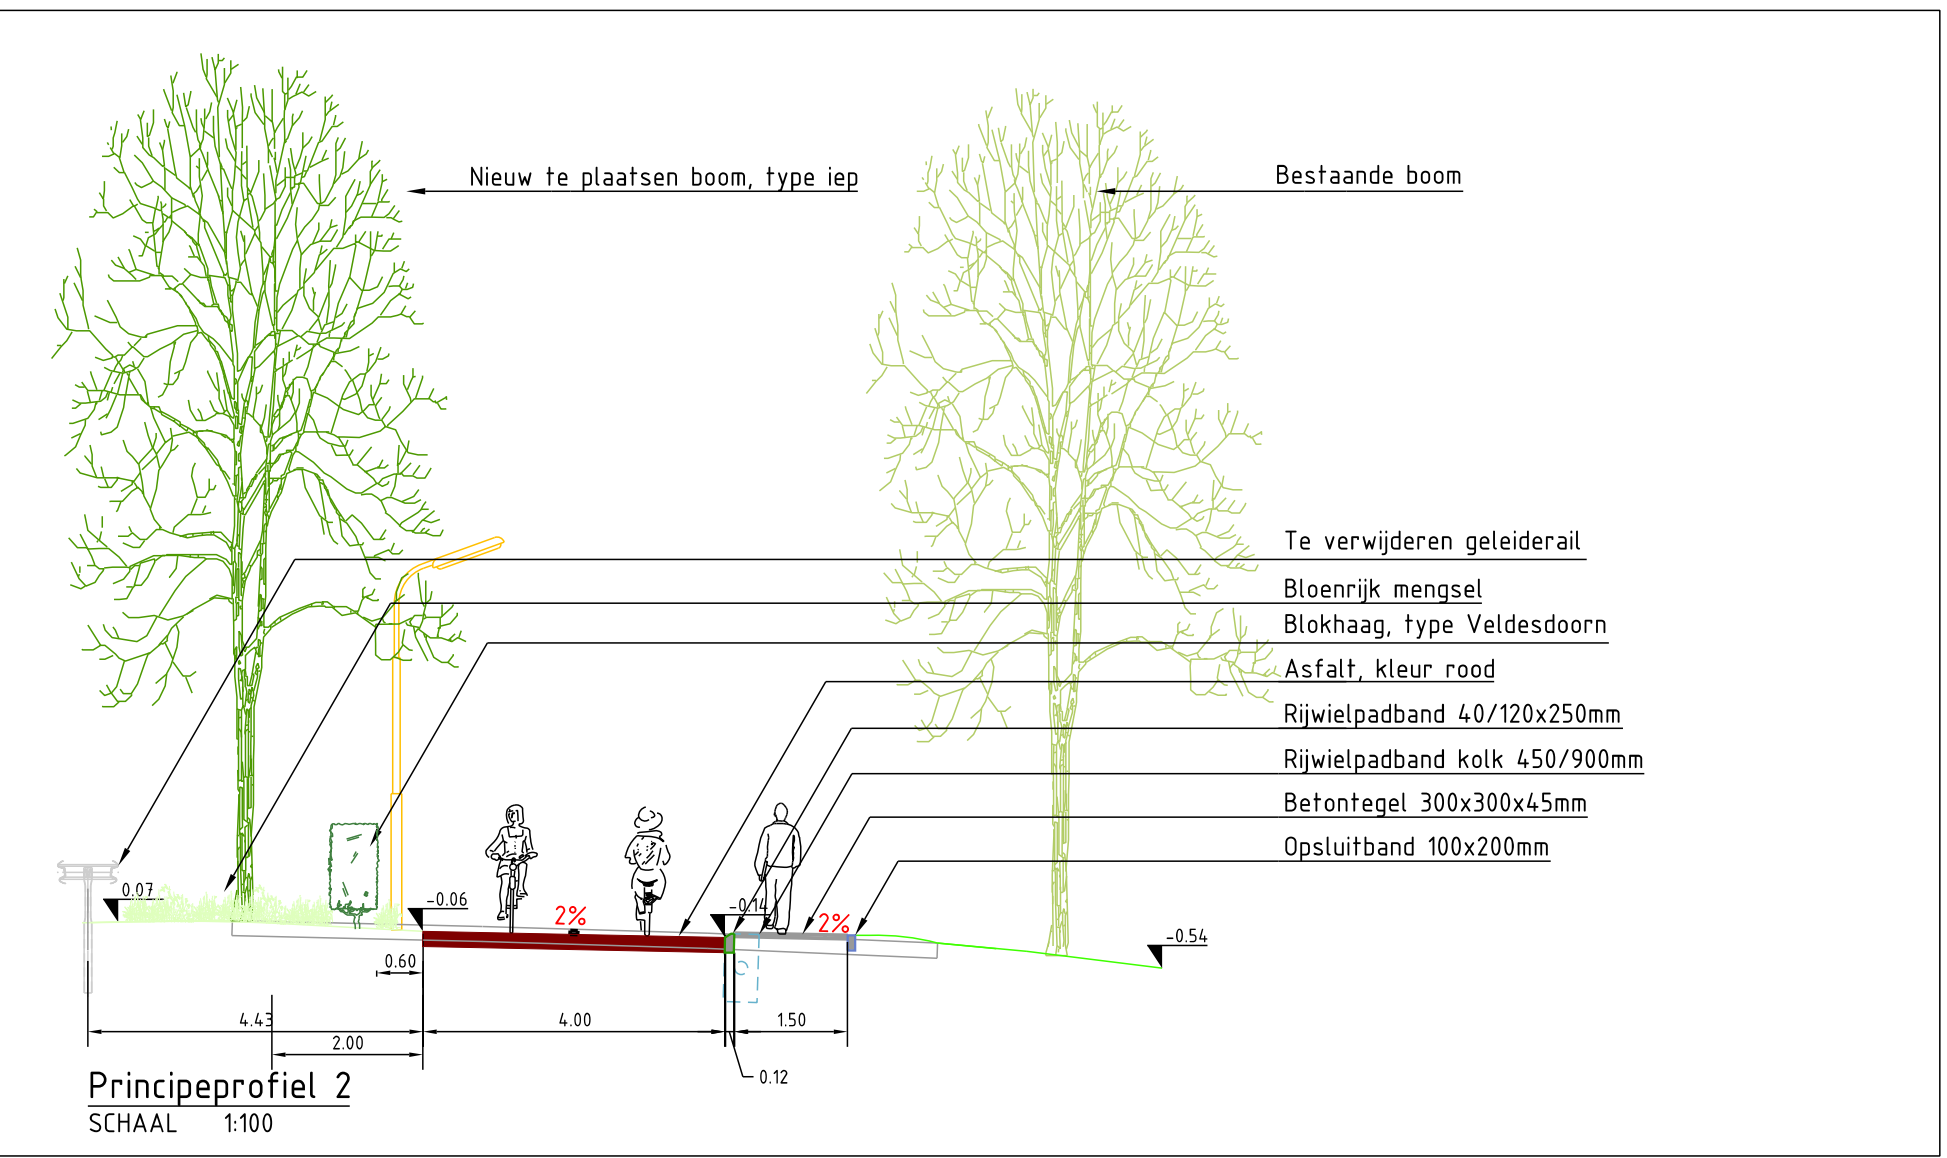 Nieuw te plaatsen boom, type iep
Bestaande boom
Te verwijderen geleiderail
Bloenrijk mengsel
Blokhaag, type Veldesdoorn
Asfalt, kleur rood
Rijwielpadband 40/120x250mm
Rijwielpadband kolk 450/900mm
Betontegel 300x300x45mm
Opsluitband 100x200mm
0.07
-0.06
2%
-0.14
2%
-0.54
0.60
4.43
4.00
1.50
2.00
0.12
Principeprofiel 2
SCHAAL 1:100